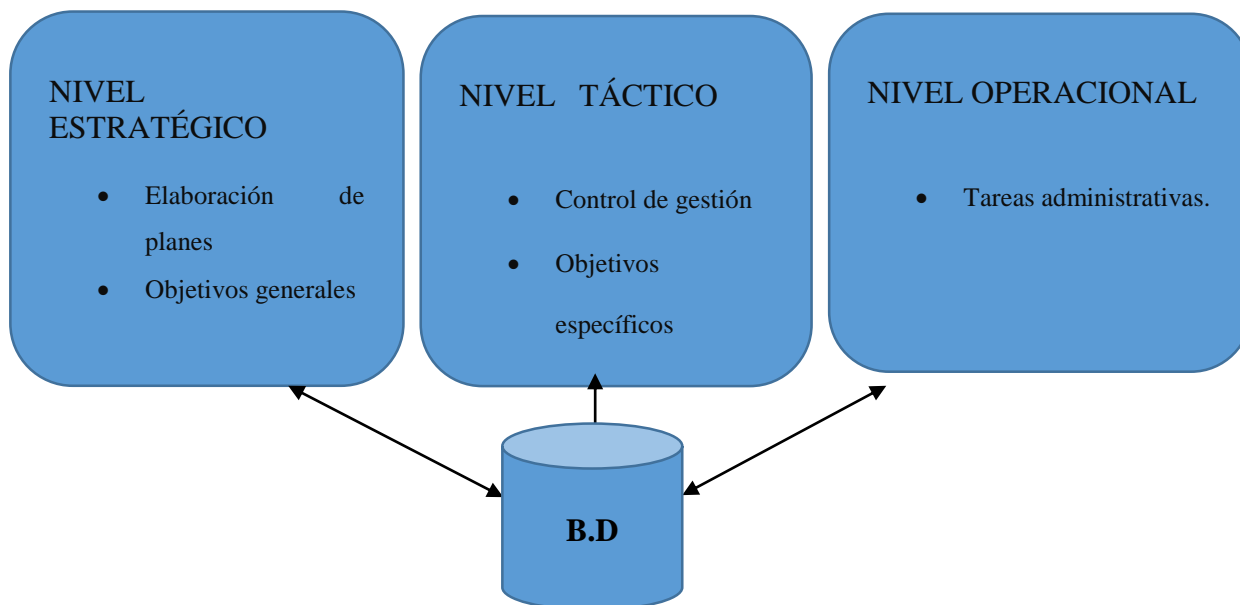 NIVEL
ESTRATÉGICO
• Elaboración de
planes
• Objetivos generales
NIVEL TÁCTICO
• Control de gestión
• Objetivos
específicos
NIVEL OPERACIONAL
• Tareas administrativas.
B.D